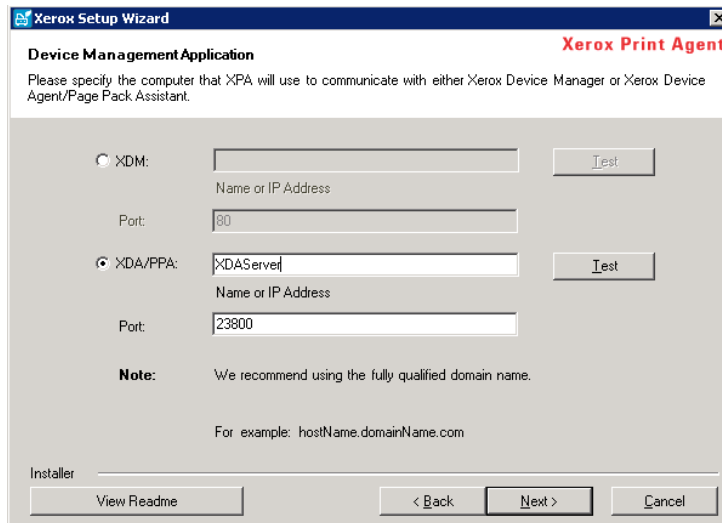 Xerox Setup Wizard
Xerox Print Agent
Device Management Application
Please specify the computer that XPA will use to communicate with either Xerox Device Manager or Xerox Device
Agent/Page Pack Assistant.
XDM: Test
Name or IP Address
Port: 80
XDA/PPA: XDAServer Test
Name or IP Address
Port: 23800
Note: We recommend using the fully qualified domain name.
For example: hostName.domainName.com
Installer
View Readme < Back Next > Cancel